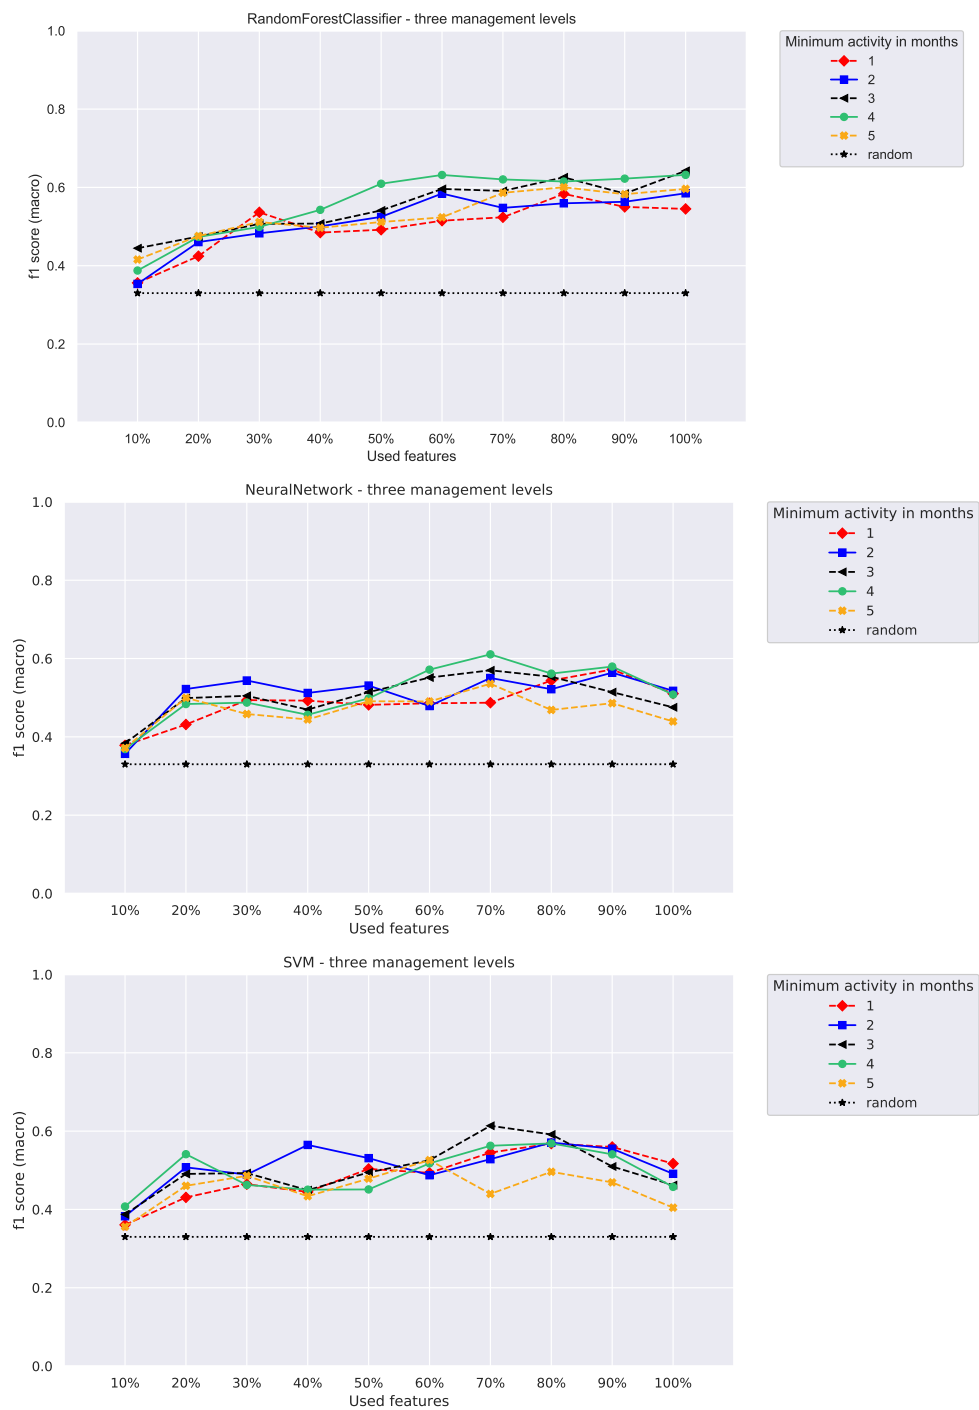 RandomForestClassifier - three management levels
1.0
0.8
0.6
0.4
0.2
0.0
f1 score (macro)
10% 20% 30% 40% 50% 60% 70% 80% 90% 100%
Used features
Minimum activity in months
1
2
3
4
5
random
NeuralNetwork - three management levels
1.0
0.8
0.6
0.4
0.2
0.0
f1 score (macro)
10% 20% 30% 40% 50% 60% 70% 80% 90% 100%
Used features
Minimum activity in months
1
2
3
4
5
random
SVM - three management levels
1.0
0.8
0.6
0.4
0.2
0.0
f1 score (macro)
10% 20% 30% 40% 50% 60% 70% 80% 90% 100%
Used features
Minimum activity in months
1
2
3
4
5
random